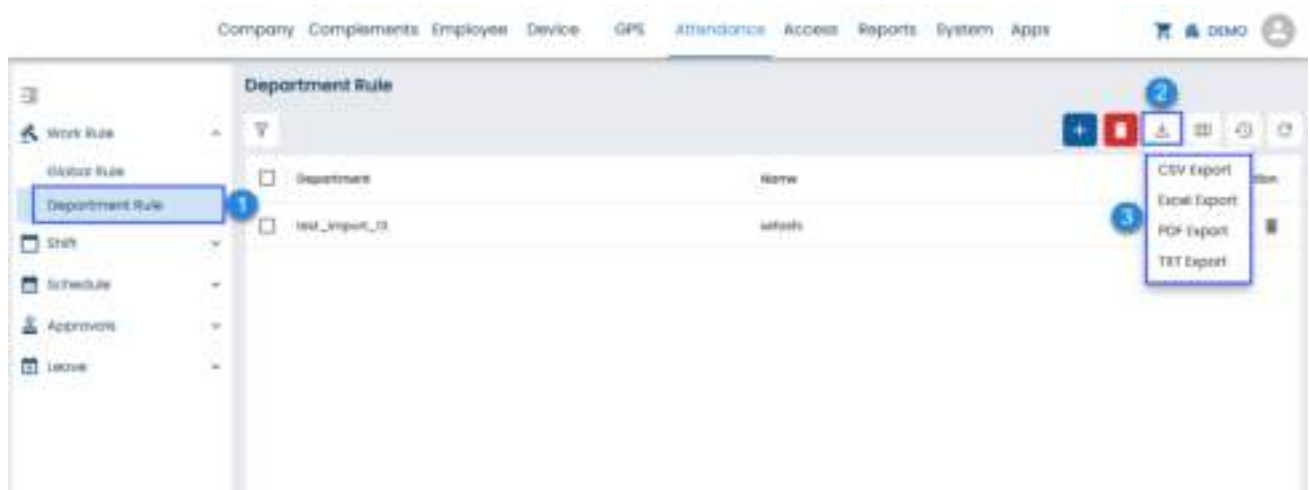 Company Complements Employee Device GPS Attendance Access Reports System Apps DEMO
Department Rule
2
Work Rule
Global Rule
Department Rule
1
Shift
Schedule
Approvals
Leave
Department Name
test_import_01
CSV Export
Excel Export
3
PDF Export
TXT Export